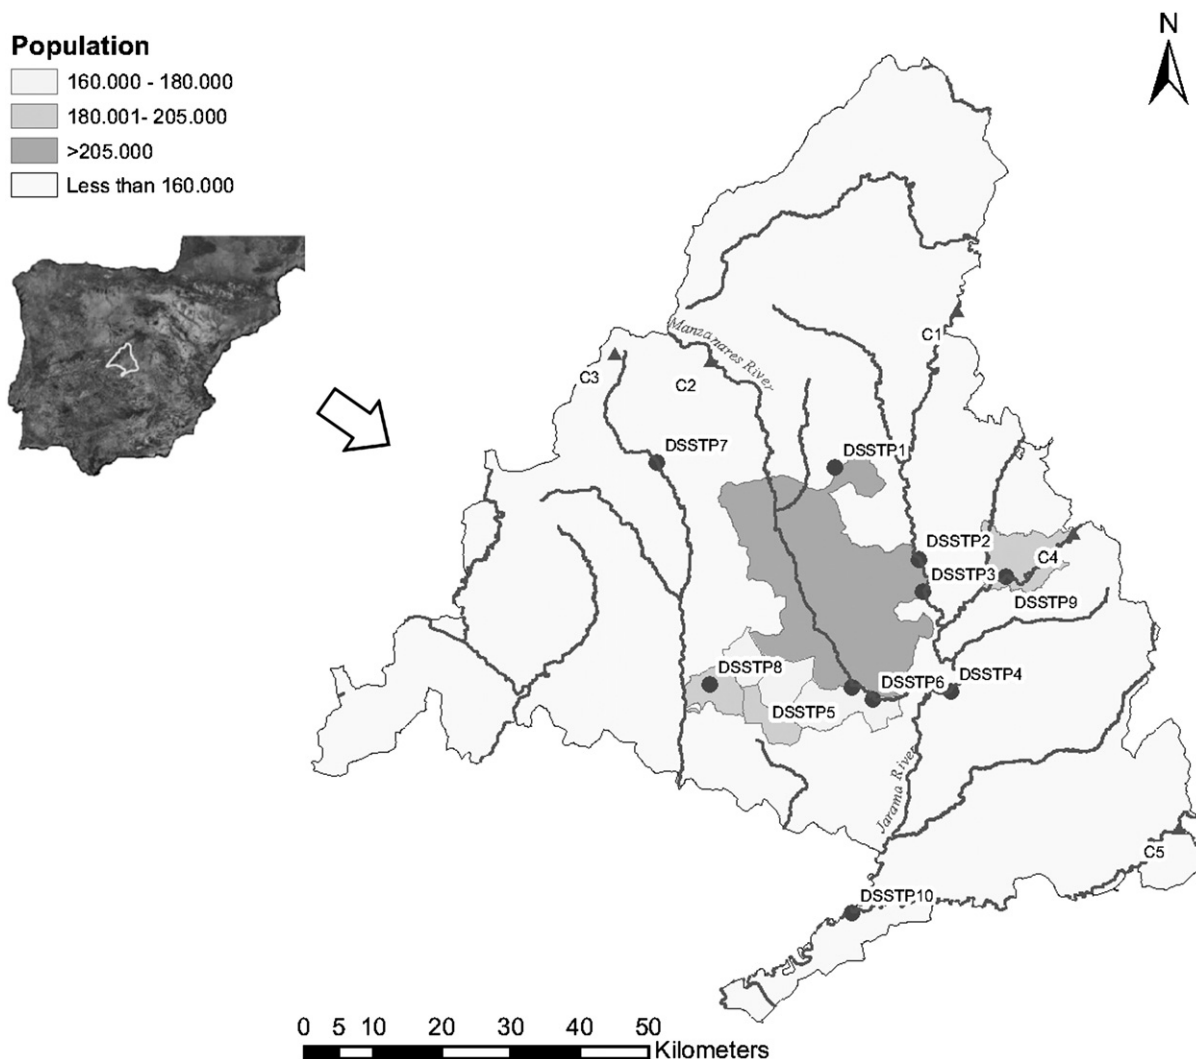 N
Population
160.000 - 180.000
180.001- 205.000
>205.000
Less than 160.000
Manzanares River
C1
C3
C2
DSSTP7
DSSTP1
DSSTP2
C4
DSSTP3
DSSTP9
DSSTP8
DSSTP4
DSSTP6
DSSTP5
Jarama River
C5
DSSTP10
0 5 10 20 30 40 50
Kilometers